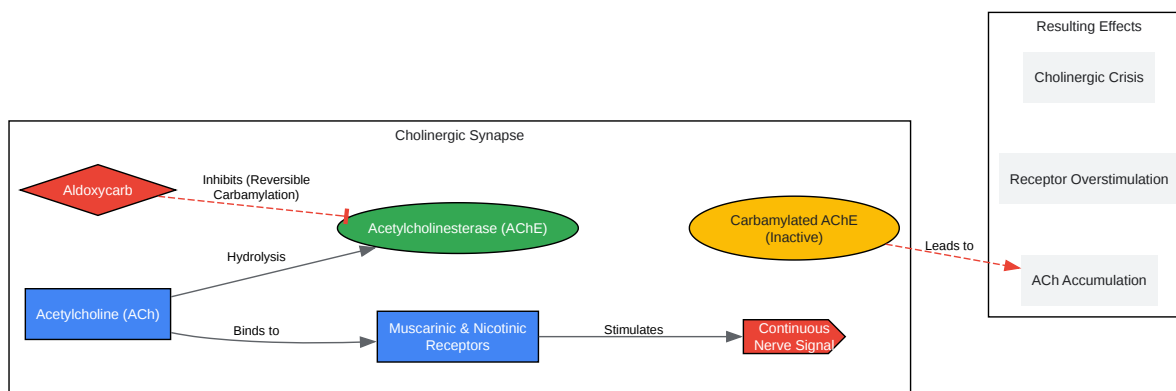 Resulting Effects
Cholinergic Crisis
Receptor Overstimulation
ACh Accumulation
Cholinergic Synapse
Aldoxycarb
Inhibits (Reversible
Carbamylation)
Acetylcholinesterase (AChE)
Carbamylated AChE
(Inactive)
Leads to
Hydrolysis
Acetylcholine (ACh)
Binds to
Muscarinic & Nicotinic
Receptors
Stimulates
Continuous
Nerve Signal